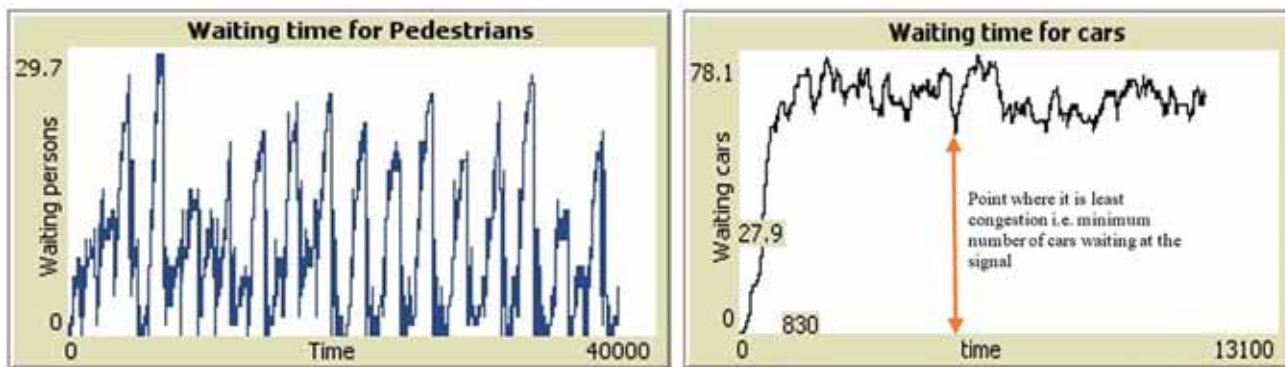 Waiting time for Pedestrians
29.7
Waiting persons
0
0
Time
40000
Waiting time for cars
78.1
Waiting cars
27.9
0
830
0
time
13100
Point where it is least
congestion i.e. minimum
number of cars waiting at the
signal